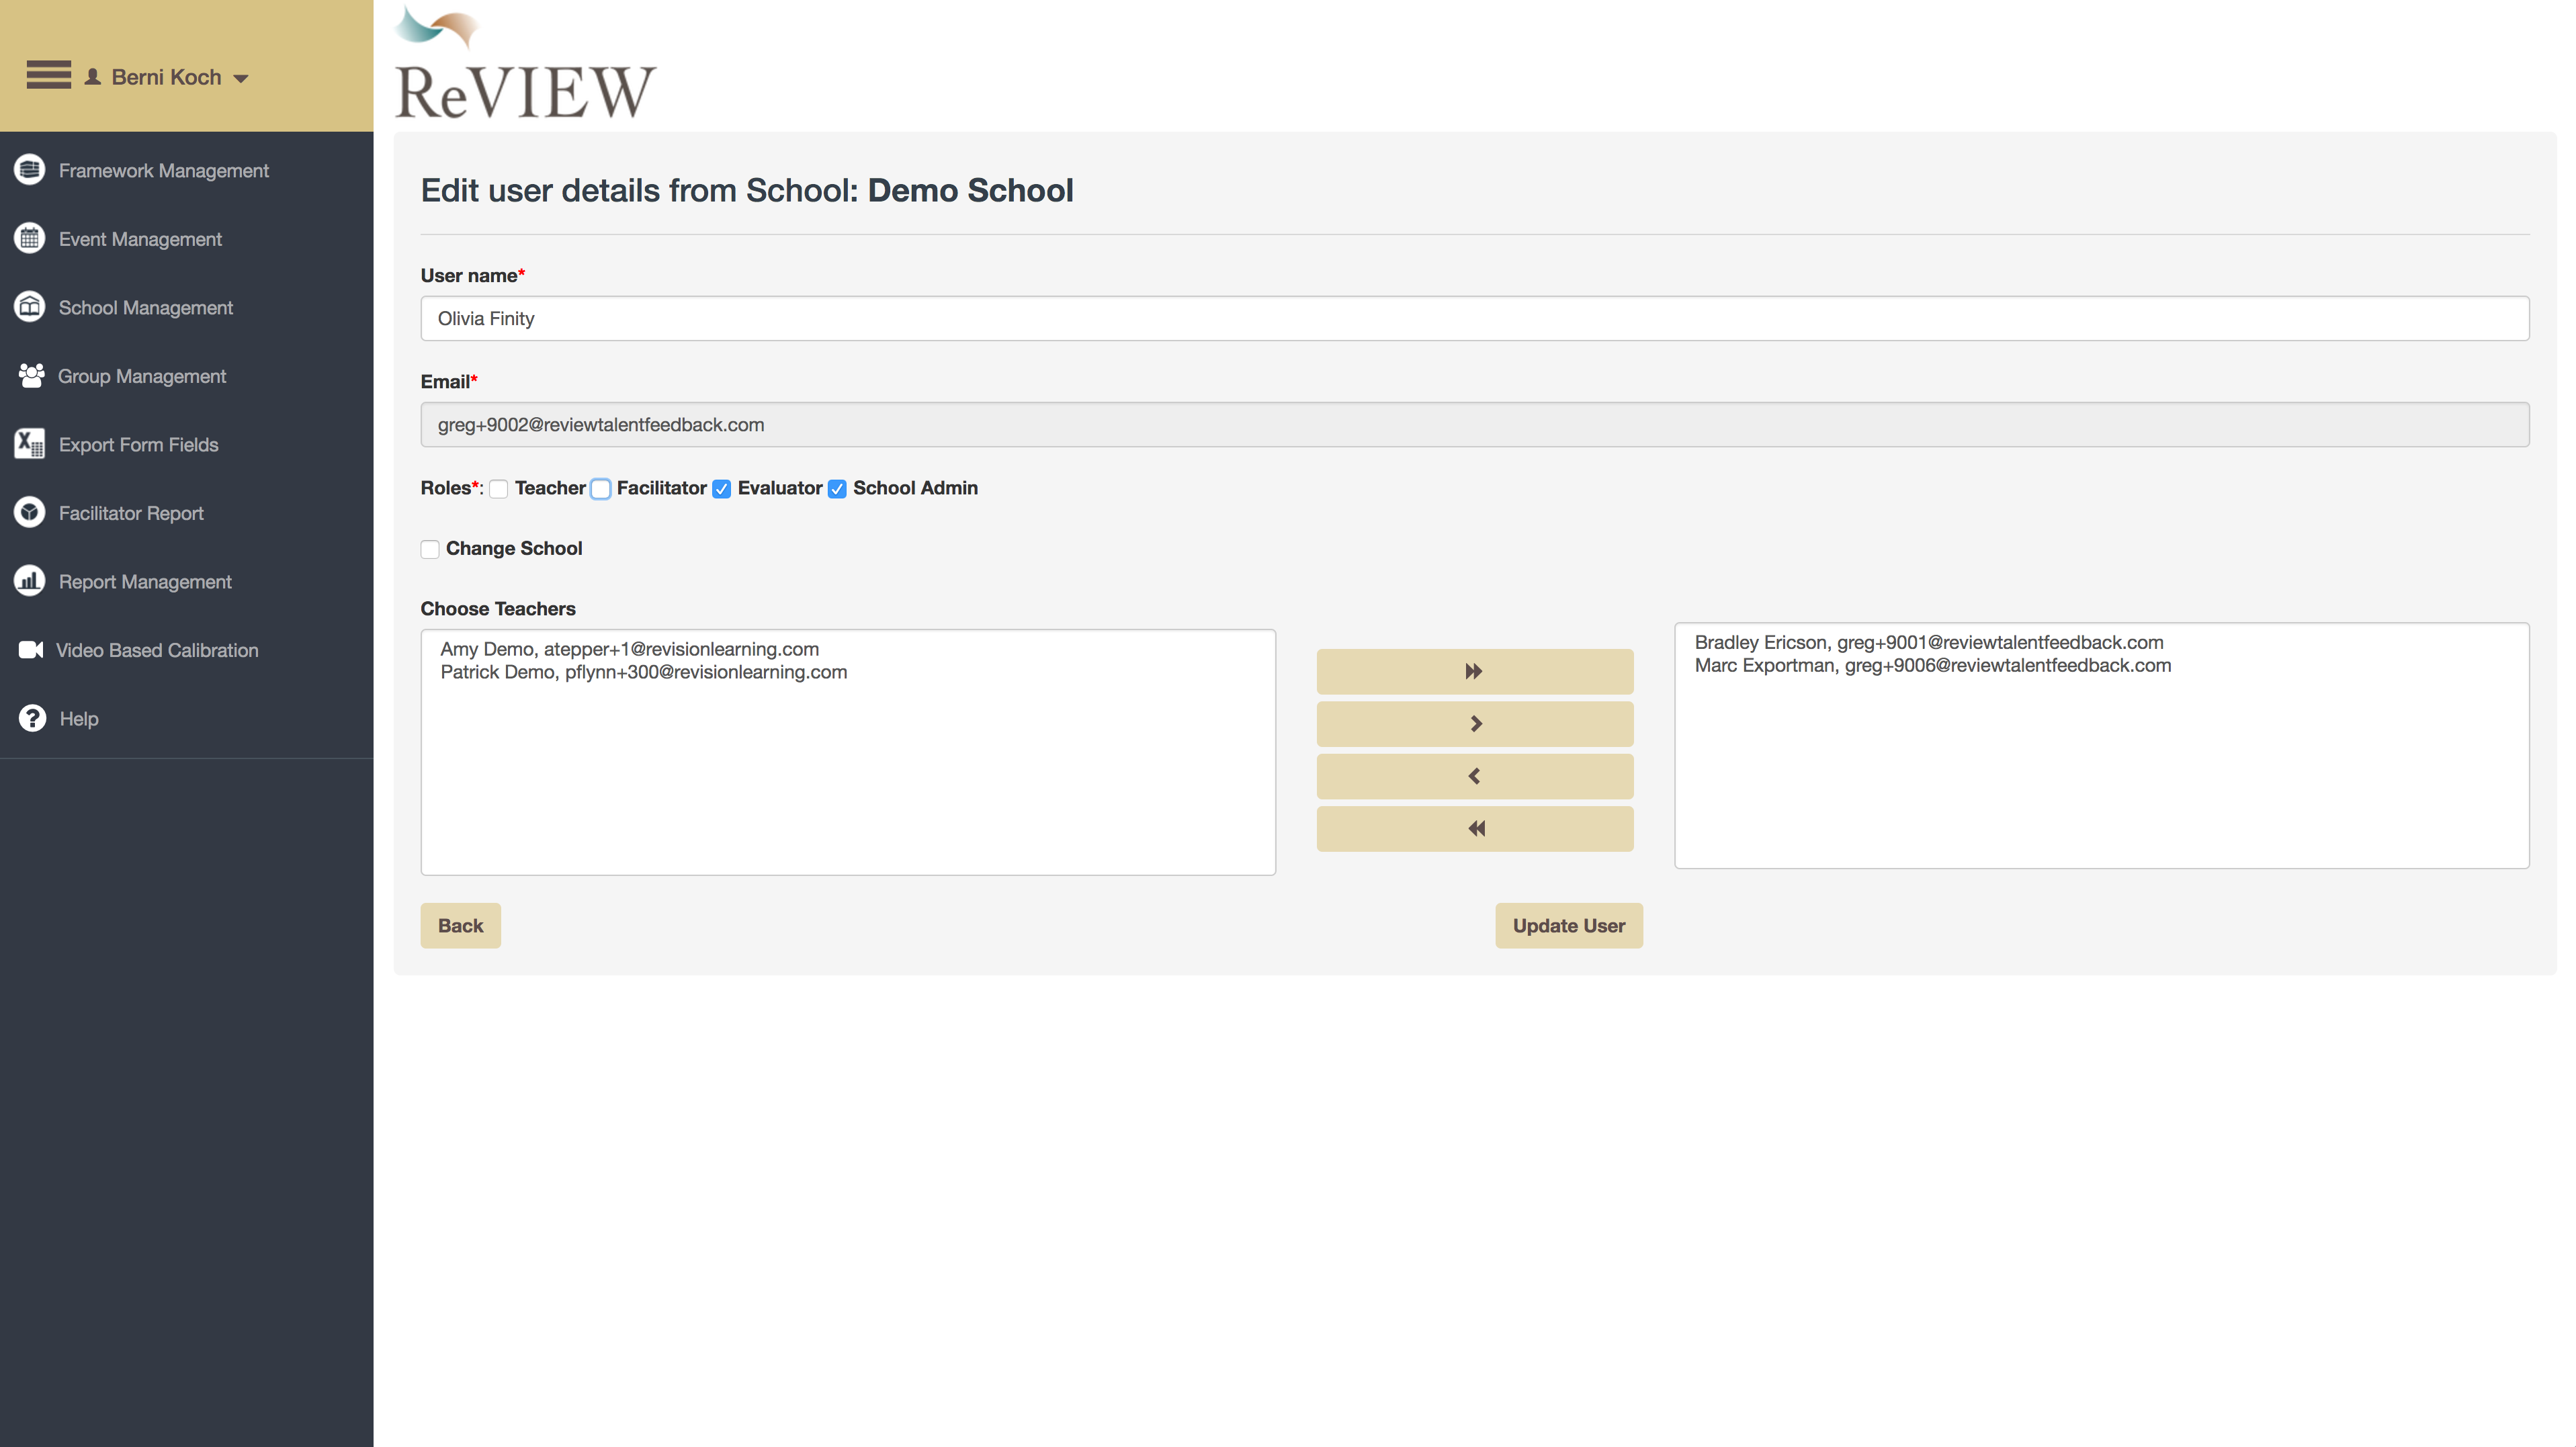 Berni Koch
ReVIEW
Framework Management
Event Management
School Management
Group Management
Export Form Fields
Facilitator Report
Report Management
Video Based Calibration
Help
Edit user details from School: Demo School
User name*
Olivia Finity
Email*
greg+9002@reviewtalentfeedback.com
Roles*: Teacher Facilitator Evaluator School Admin
Change School
Choose Teachers
Amy Demo, atepper+1@revisionlearning.com
Patrick Demo, pflynn+300@revisionlearning.com
Bradley Ericson, greg+9001@reviewtalentfeedback.com
Marc Exportman, greg+9006@reviewtalentfeedback.com
Back
Update User